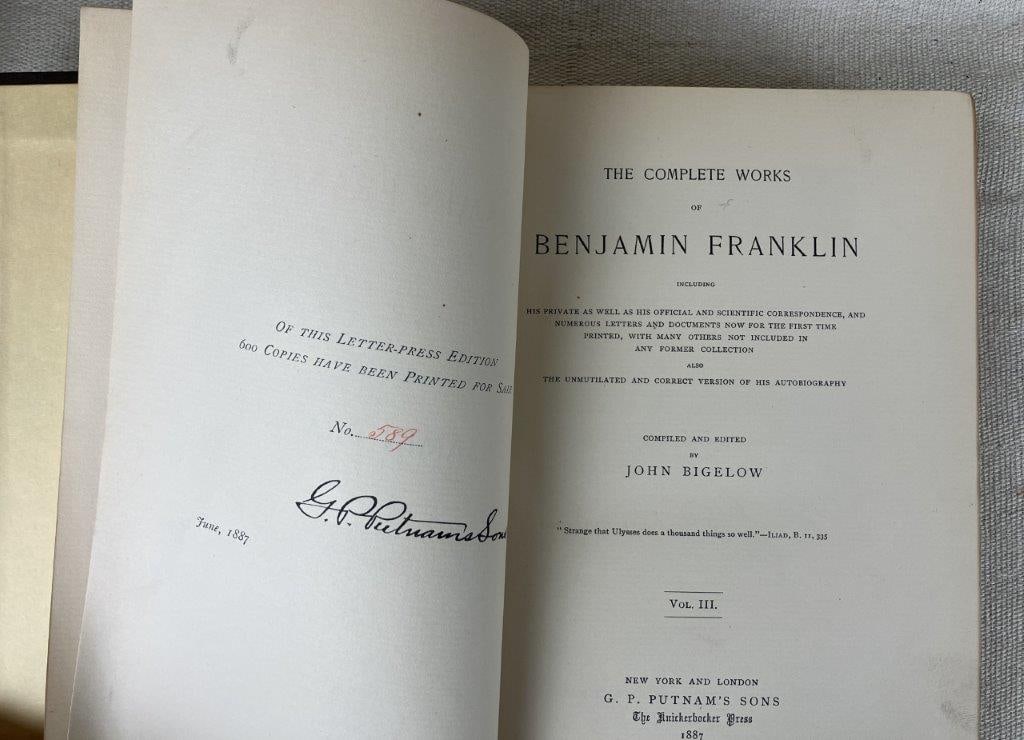 OF THIS LETTER-PRESS EDITION
600 COPIES HAVE BEEN PRINTED FOR SALE
No. 589
G. P. Putnams Sons
June, 1887
THE COMPLETE WORKS
OF
BENJAMIN FRANKLIN
INCLUDING
HIS PRIVATE AS WELL AS HIS OFFICIAL AND SCIENTIFIC CORRESPONDENCE, AND
NUMEROUS LETTERS AND DOCUMENTS NOW FOR THE FIRST TIME
PRINTED, WITH MANY OTHERS NOT INCLUDED IN
ANY FORMER COLLECTION
ALSO
THE UNMUTILATED AND CORRECT VERSION OF HIS AUTOBIOGRAPHY
COMPILED AND EDITED
BY
JOHN BIGELOW
"Strange that Ulysses does a thousand things so well."—ILIAD, B. 11, 335
VOL. III.
NEW YORK AND LONDON
G. P. PUTNAM'S SONS
The Knickerbocker Press
1887